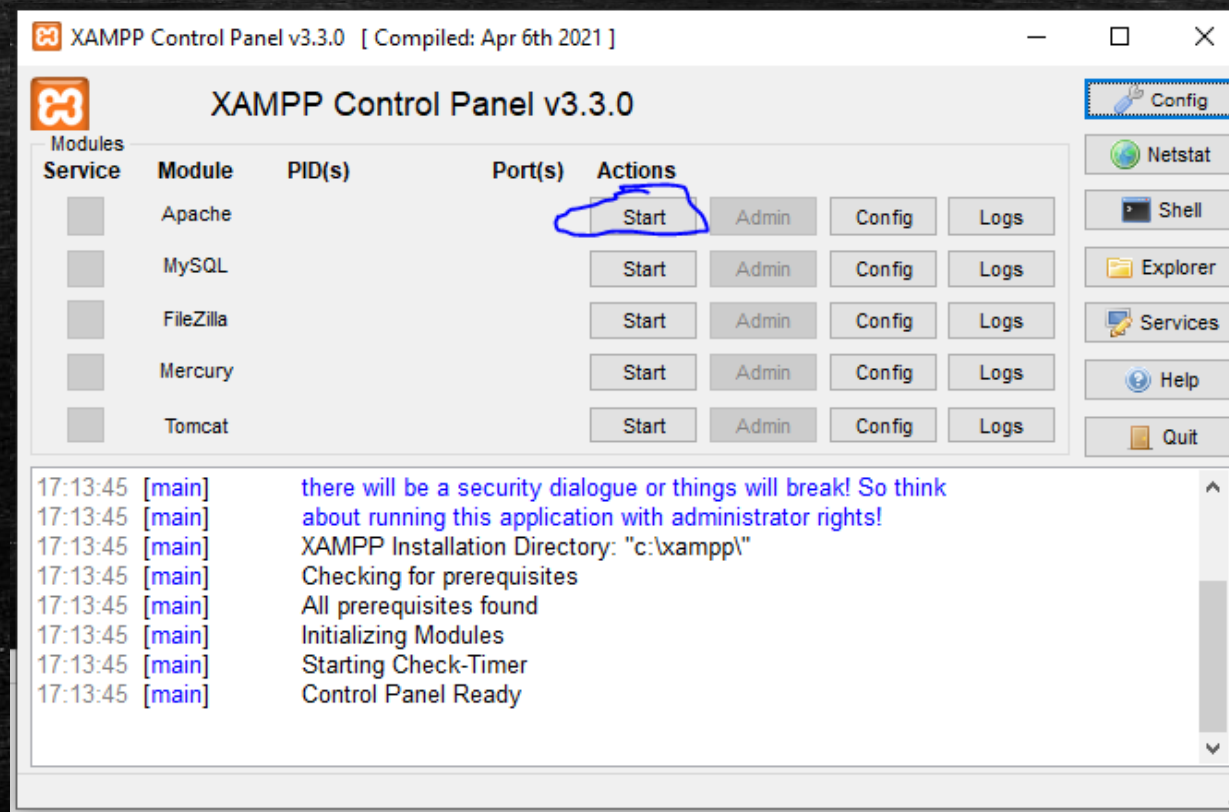 XAMPP Control Panel v3.3.0 [ Compiled: Apr 6th 2021 ]
XAMPP Control Panel v3.3.0
Config
Modules
Service Module PID(s) Port(s) Actions
Netstat
Apache Start Admin Config Logs
Shell
MySQL Start Admin Config Logs
Explorer
FileZilla Start Admin Config Logs
Services
Mercury Start Admin Config Logs
Help
Tomcat Start Admin Config Logs
Quit
17:13:45 [main] there will be a security dialogue or things will break! So think
17:13:45 [main] about running this application with administrator rights!
17:13:45 [main] XAMPP Installation Directory: "c:\xampp\"
17:13:45 [main] Checking for prerequisites
17:13:45 [main] All prerequisites found
17:13:45 [main] Initializing Modules
17:13:45 [main] Starting Check-Timer
17:13:45 [main] Control Panel Ready